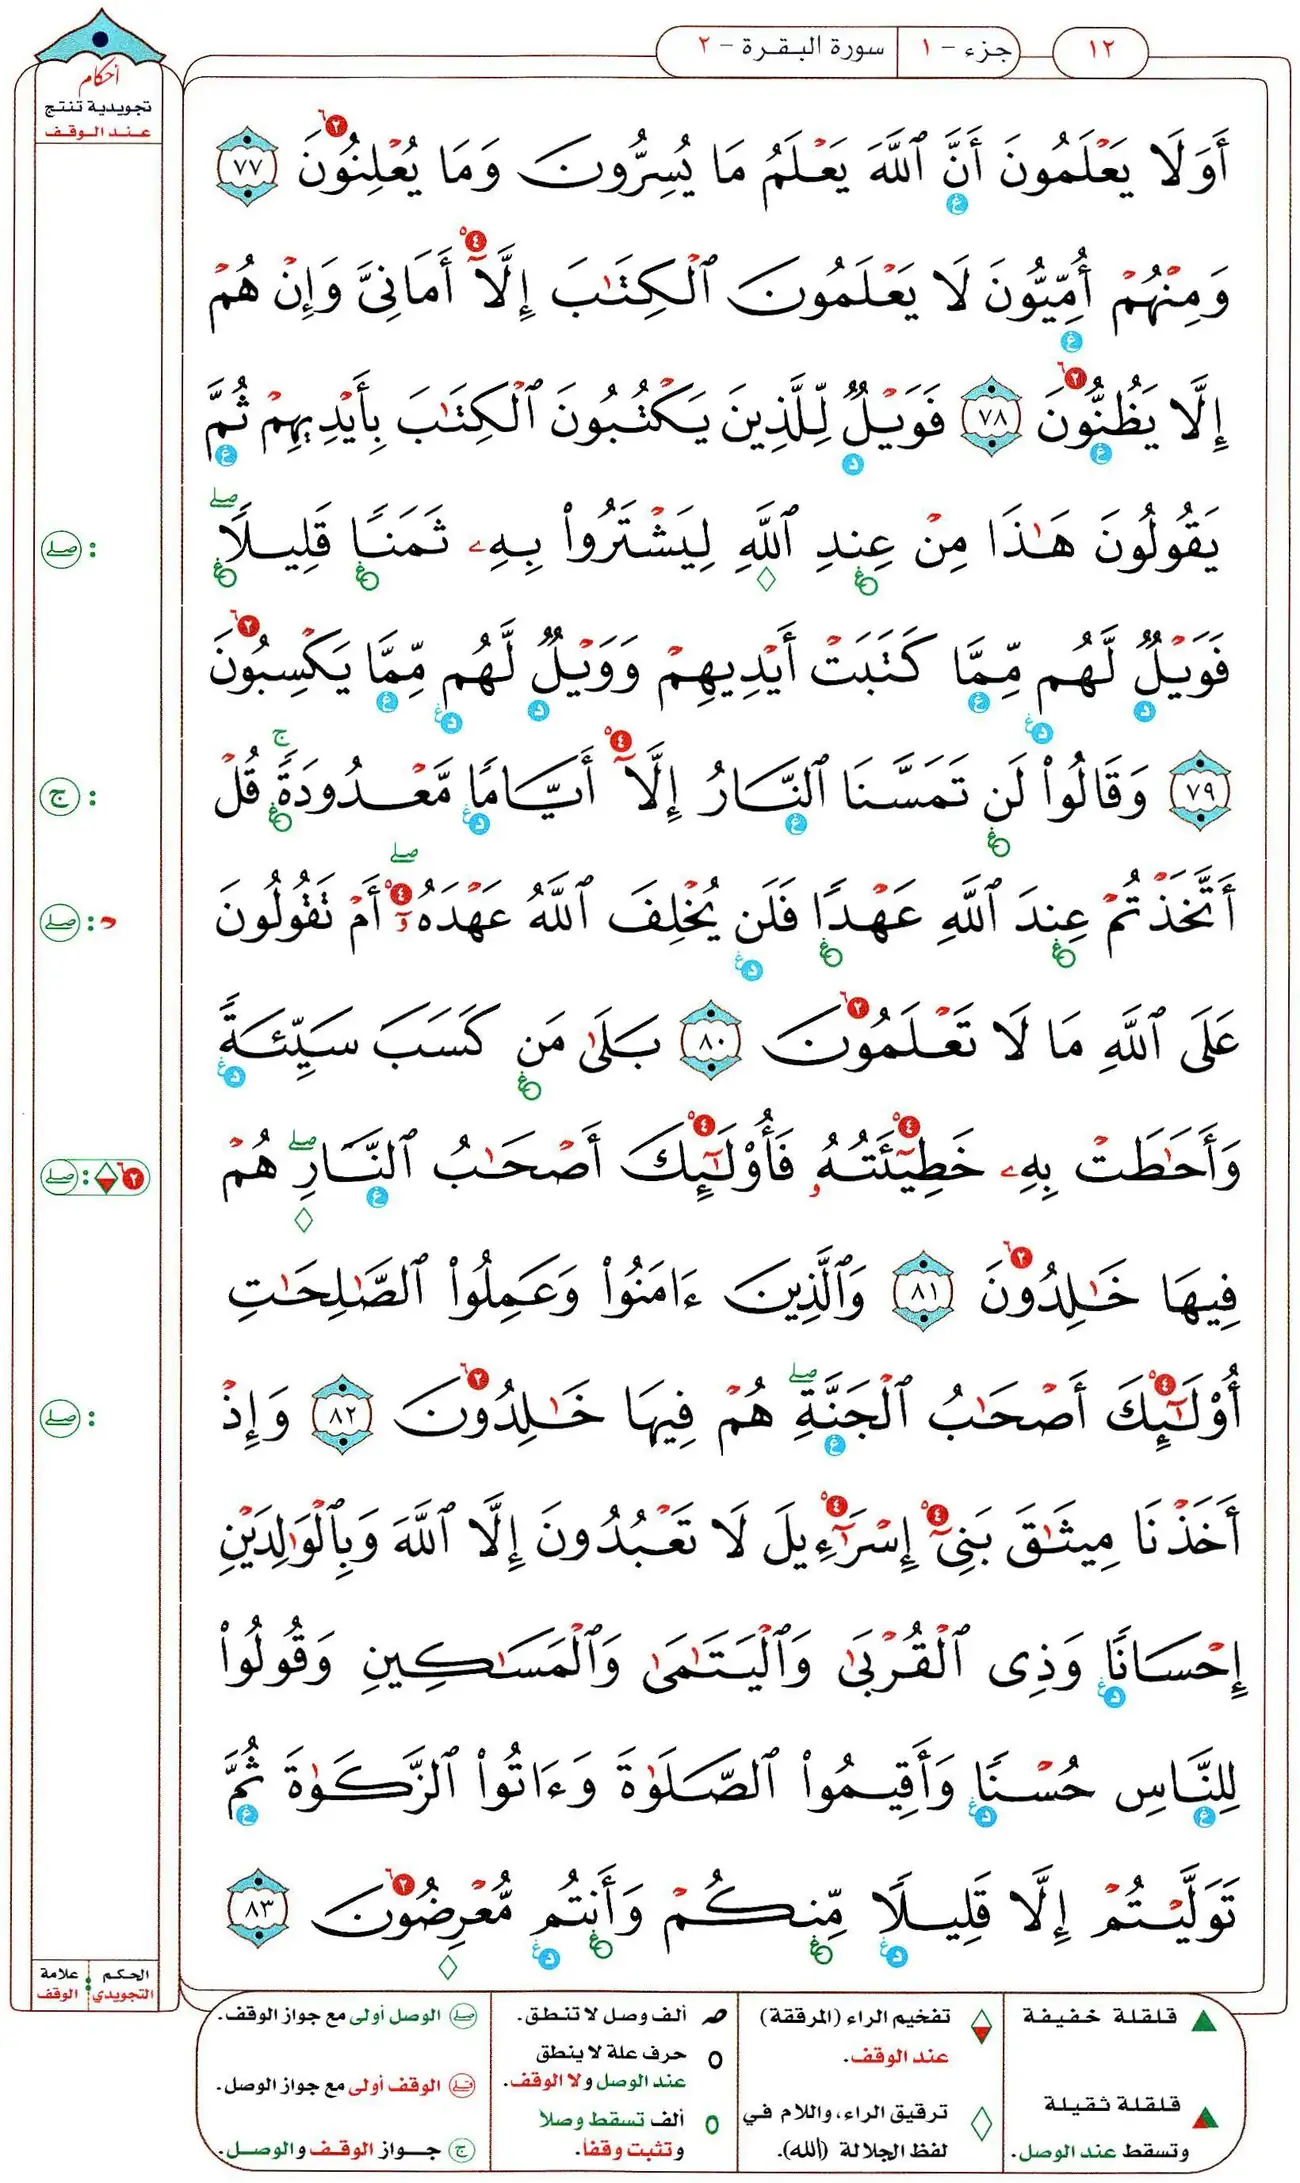 ١٢
جزء - ١
سورة البقرة - ٢
أحكام
تجويدية تنتج
عند الوقف
أَوَلَا يَعْلَمُونَ أَنَّ ٱللَّهَ يَعْلَمُ مَا يُسِرُّونَ وَمَا يُعْلِنُونَ ٧٧
وَمِنْهُمْ أُمِّيُّونَ لَا يَعْلَمُونَ ٱلْكِتَٰبَ إِلَّآ أَمَانِىَّ وَإِنْ هُمْ
إِلَّا يَظُنُّونَ ٧٨ فَوَيْلٌ لِّلَّذِينَ يَكْتُبُونَ ٱلْكِتَٰبَ بِأَيْدِيهِمْ ثُمَّ
يَقُولُونَ هَٰذَا مِنْ عِندِ ٱللَّهِ لِيَشْتَرُوا۟ بِهِۦ ثَمَنًا قَلِيلًا ۖ
فَوَيْلٌ لَّهُم مِّمَّا كَتَبَتْ أَيْدِيهِمْ وَوَيْلٌ لَّهُم مِّمَّا يَكْسِبُونَ
٧٩ وَقَالُوا۟ لَن تَمَسَّنَا ٱلنَّارُ إِلَّآ أَيَّامًا مَّعْدُودَةً ۚ قُلْ
أَتَّخَذْتُمْ عِندَ ٱللَّهِ عَهْدًا فَلَن يُخْلِفَ ٱللَّهُ عَهْدَهُۥٓ ۖ أَمْ تَقُولُونَ
عَلَى ٱللَّهِ مَا لَا تَعْلَمُونَ ٨٠ بَلَىٰ مَن كَسَبَ سَيِّئَةً
وَأَحَٰطَتْ بِهِۦ خَطِيٓـَٔتُهُۥ فَأُو۟لَٰٓئِكَ أَصْحَٰبُ ٱلنَّارِ ۖ هُمْ
فِيهَا خَٰلِدُونَ ٨١ وَٱلَّذِينَ ءَامَنُوا۟ وَعَمِلُوا۟ ٱلصَّٰلِحَٰتِ
أُو۟لَٰٓئِكَ أَصْحَٰبُ ٱلْجَنَّةِ ۖ هُمْ فِيهَا خَٰلِدُونَ ٨٢ وَإِذْ
أَخَذْنَا مِيثَٰقَ بَنِىٓ إِسْرَٰٓءِيلَ لَا تَعْبُدُونَ إِلَّا ٱللَّهَ وَبِٱلْوَٰلِدَيْنِ
إِحْسَانًا وَذِى ٱلْقُرْبَىٰ وَٱلْيَتَٰمَىٰ وَٱلْمَسَٰكِينِ وَقُولُوا۟
لِلنَّاسِ حُسْنًا وَأَقِيمُوا۟ ٱلصَّلَوٰةَ وَءَاتُوا۟ ٱلزَّكَوٰةَ ثُمَّ
تَوَلَّيْتُمْ إِلَّا قَلِيلًا مِّنكُمْ وَأَنتُم مُّعْرِضُونَ ٨٣
الحكم التجويدي : علامة الوقف
قلقلة خفيفة
قلقلة ثقيلة
وتسقط عند الوصل.
تفخيم الراء (المرققة)
عند الوقف.
ترقيق الراء، واللام في
لفظ الجلالة (الله).
ألف وصل لا تنطق.
حرف علة لا ينطق
عند الوصل ولا الوقف.
ألف تسقط وصلاً
وتثبت وقفاً.
صلى الوصل أولى مع جواز الوقف.
قلى الوقف أولى مع جواز الوصل.
ج جواز الوقف والوصل.